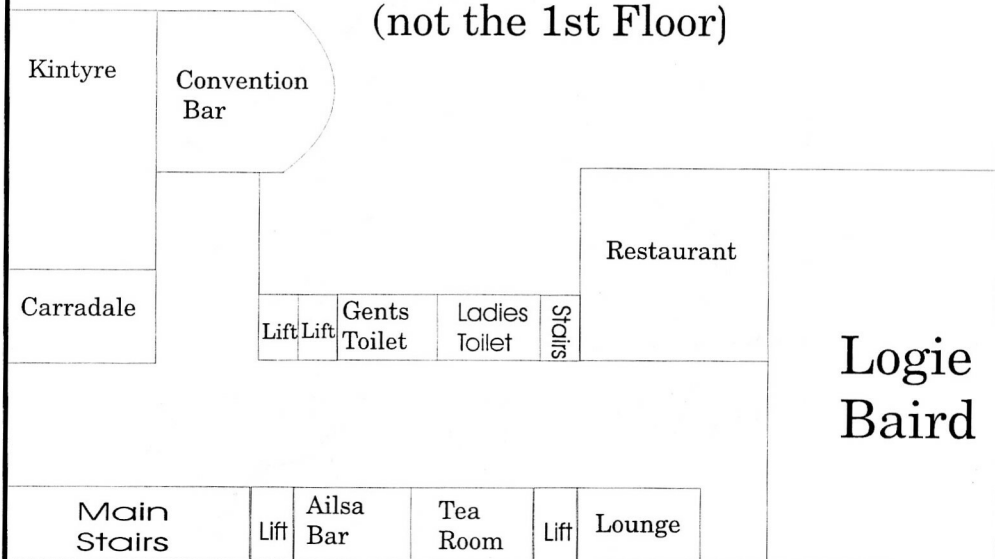 (not the 1st Floor)
Kintyre
Convention
Bar
Restaurant
Carradale
Lift
Lift
Gents
Toilet
Ladies
Toilet
Stairs
Logie
Baird
Main
Stairs
Lift
Ailsa
Bar
Tea
Room
Lift
Lounge